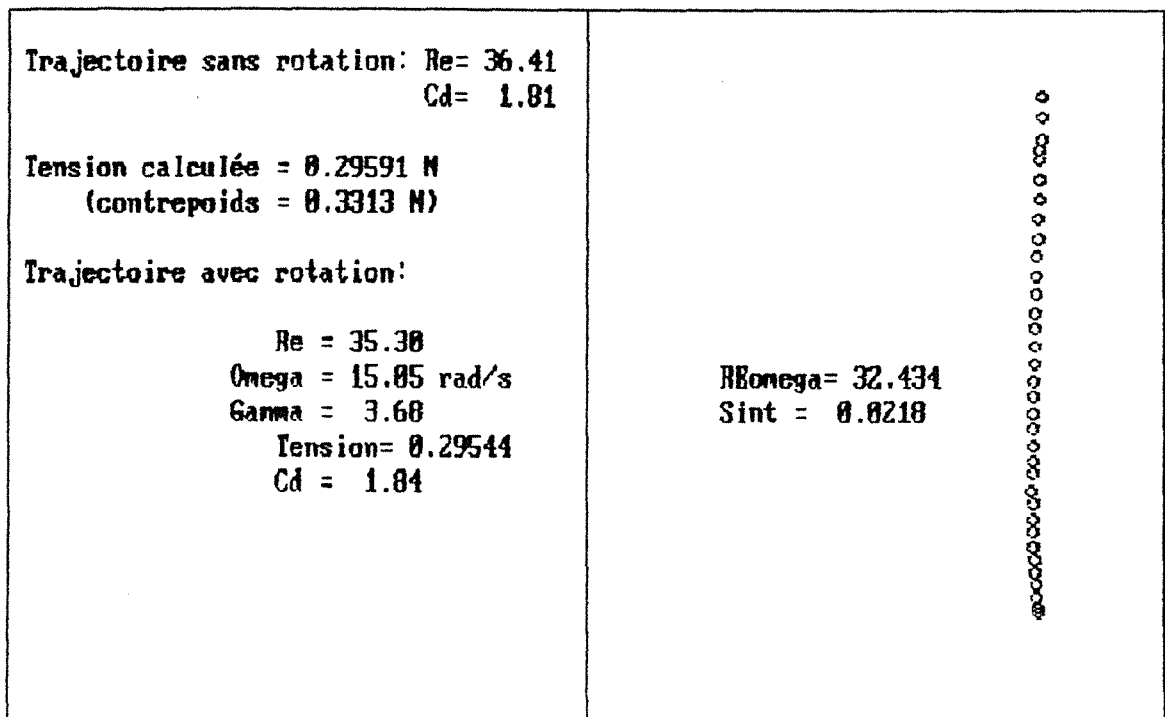 Trajectoire sans rotation: Re= 36.41
Cd= 1.81
Tension calculée = 0.29591 N
(contrepoids = 0.3313 N)
Trajectoire avec rotation:
Re = 35.30
Omega = 15.05 rad/s
Gamma = 3.60
Tension= 0.29544
Cd = 1.84
REomega= 32.434
Sint = 0.0218